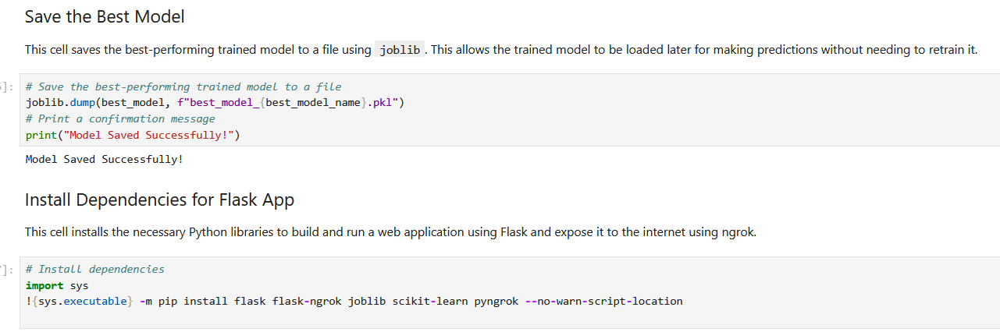 Save the Best Model
This cell saves the best-performing trained model to a file using joblib. This allows the trained model to be loaded later for making predictions without needing to retrain it.
]:
# Save the best-performing trained model to a file
joblib.dump(best_model, f"best_model_{best_model_name}.pkl")
# Print a confirmation message
print("Model Saved Successfully!")
Model Saved Successfully!
Install Dependencies for Flask App
This cell installs the necessary Python libraries to build and run a web application using Flask and expose it to the internet using ngrok.
]:
# Install dependencies
import sys
!{sys.executable} -m pip install flask flask-ngrok joblib scikit-learn pyngrok --no-warn-script-location